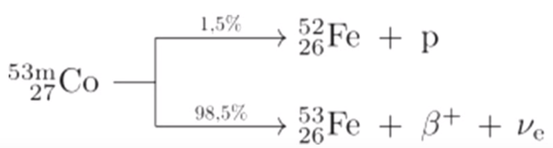 1,5%
⁵²₂₆Fe + p
⁵³ᵐ₂₇Co
98,5%
⁵³₂₆Fe + β⁺ + νₑ